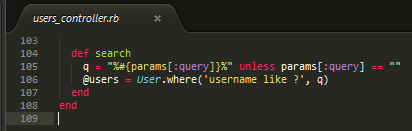 users_controller.rb ×
103
104 def search
105 q = "%#{params[:query]}%" unless params[:query] == ""
106 @users = User.where('username like ?', q)
107 end
108 end
109